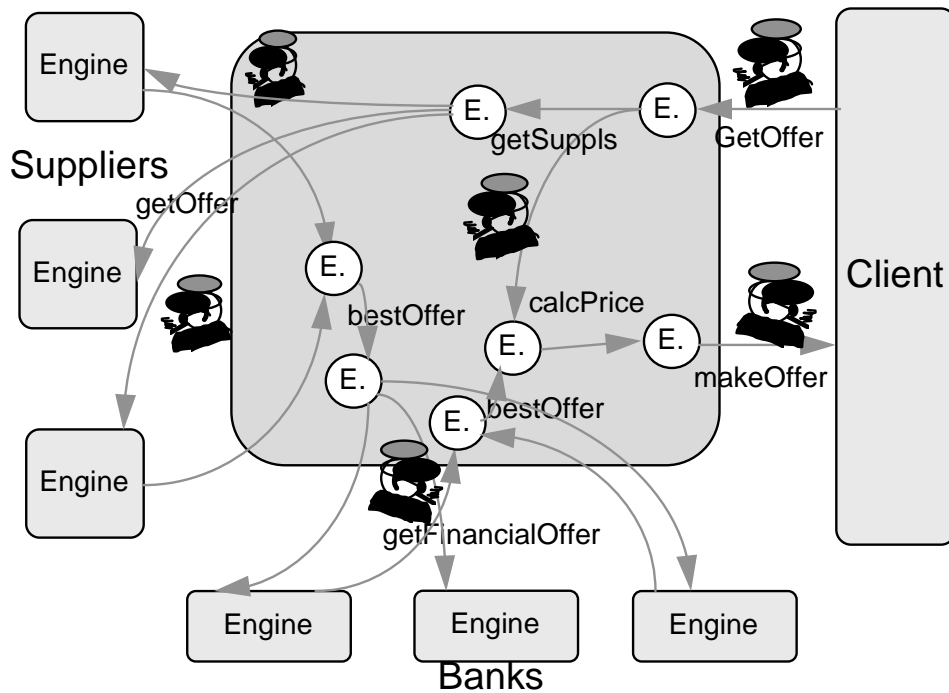 Engine
E.
E.
GetOffer
getSuppls
Suppliers
getOffer
Engine
E.
Client
bestOffer
calcPrice
E.
E.
makeOffer
E.
bestOffer
E.
Engine
getFinancialOffer
Engine
Engine
Engine
Banks